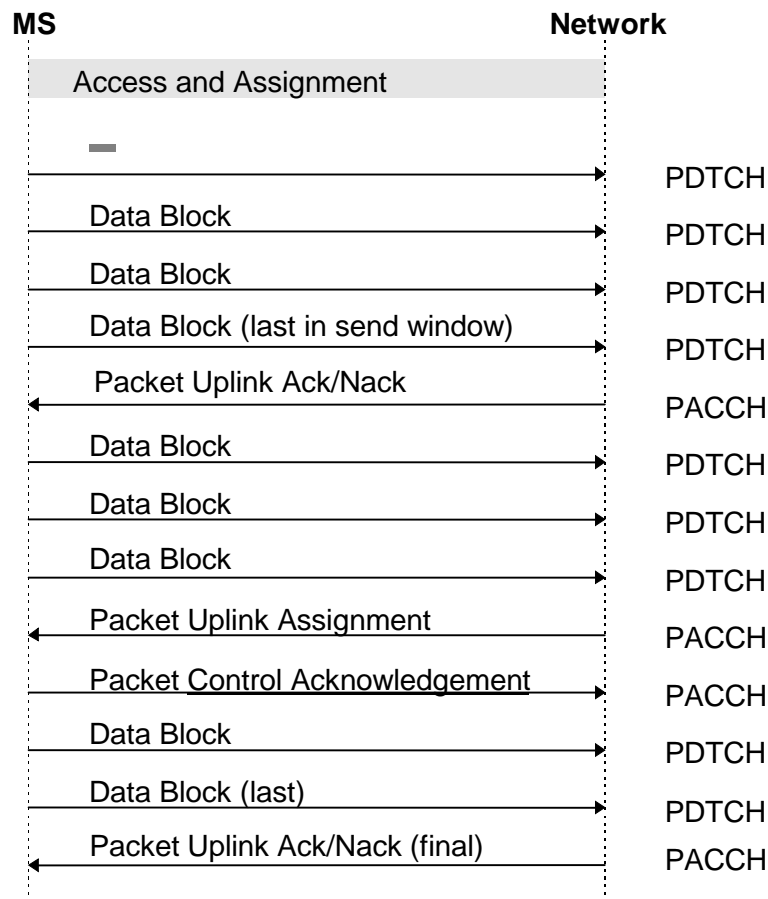 MS Network
Access and Assignment
PDTCH
Data Block
PDTCH
Data Block
PDTCH
Data Block (last in send window)
PDTCH
Packet Uplink Ack/Nack
PACCH
Data Block
PDTCH
Data Block
PDTCH
Data Block
PDTCH
Packet Uplink Assignment
PACCH
Packet Control Acknowledgement
PACCH
Data Block
PDTCH
Data Block (last)
PDTCH
Packet Uplink Ack/Nack (final)
PACCH